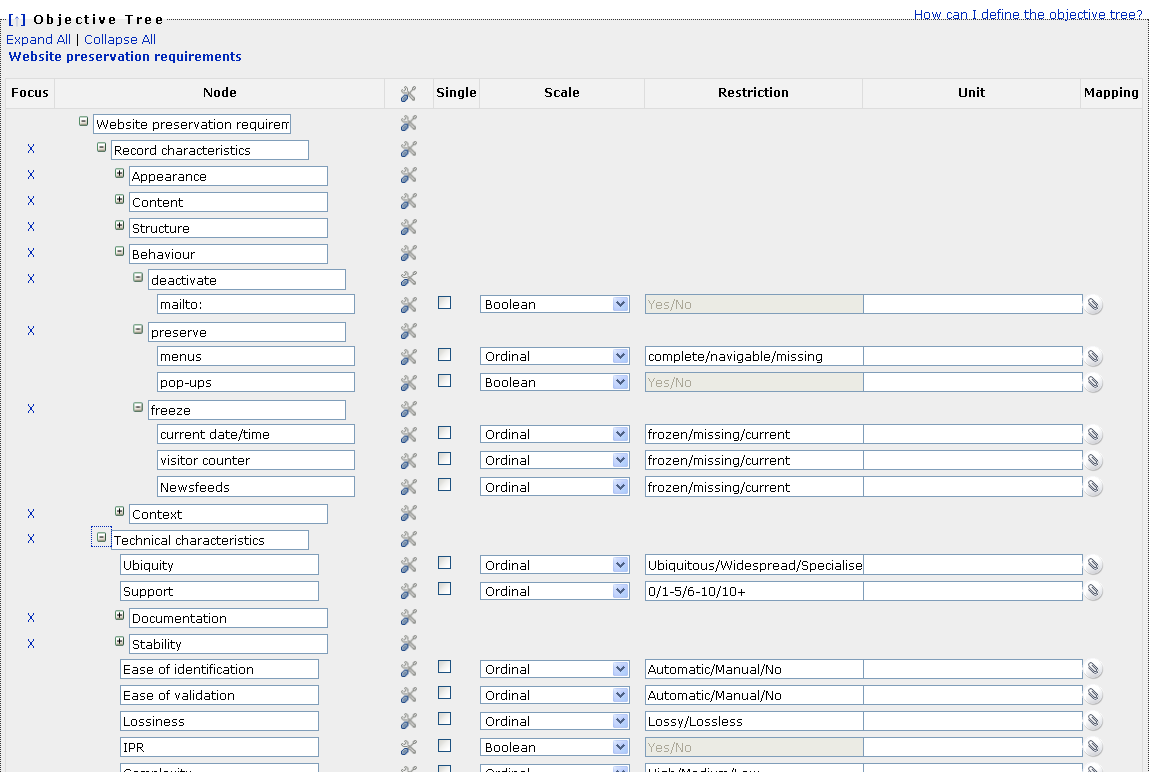 [↑] Objective Tree
How can I define the objective tree?
Expand All | Collapse All
Website preservation requirements
Focus Node Single Scale Restriction Unit Mapping
Website preservation requirem
X Record characteristics
X Appearance
X Content
X Structure
X Behaviour
X deactivate
mailto: Boolean Yes/No
X preserve
menus Ordinal complete/navigable/missing
pop-ups Boolean Yes/No
X freeze
current date/time Ordinal frozen/missing/current
visitor counter Ordinal frozen/missing/current
Newsfeeds Ordinal frozen/missing/current
X Context
X Technical characteristics
Ubiquity Ordinal Ubiquitous/Widespread/Specialise
Support Ordinal 0/1-5/6-10/10+
X Documentation
X Stability
Ease of identification Ordinal Automatic/Manual/No
Ease of validation Ordinal Automatic/Manual/No
Lossiness Ordinal Lossy/Lossless
IPR Boolean Yes/No
Complexity Ordinal High/Medium/Low